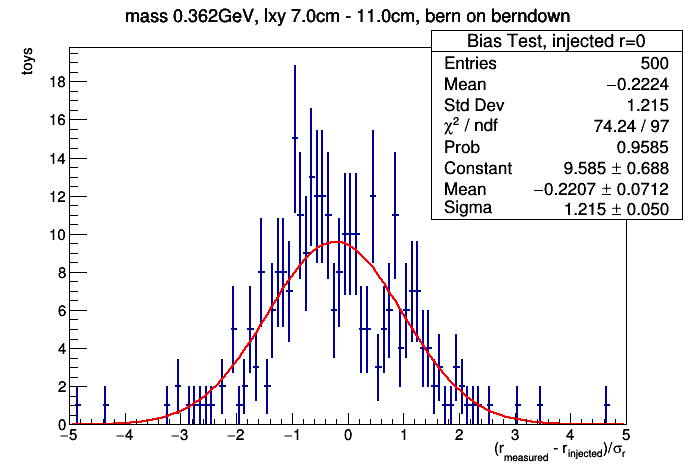 mass 0.362GeV, lxy 7.0cm - 11.0cm, bern on berndown
Bias Test, injected r=0
Entries 500
Mean −0.2224
Std Dev 1.215
χ² / ndf 74.24 / 97
Prob 0.9585
Constant 9.585 ± 0.688
Mean −0.2207 ± 0.0712
Sigma 1.215 ± 0.050
toys
18
16
14
12
10
8
6
4
2
0
−5 −4 −3 −2 −1 0 1 2 3 4 5
(r_measured - r_injected)/σ_r